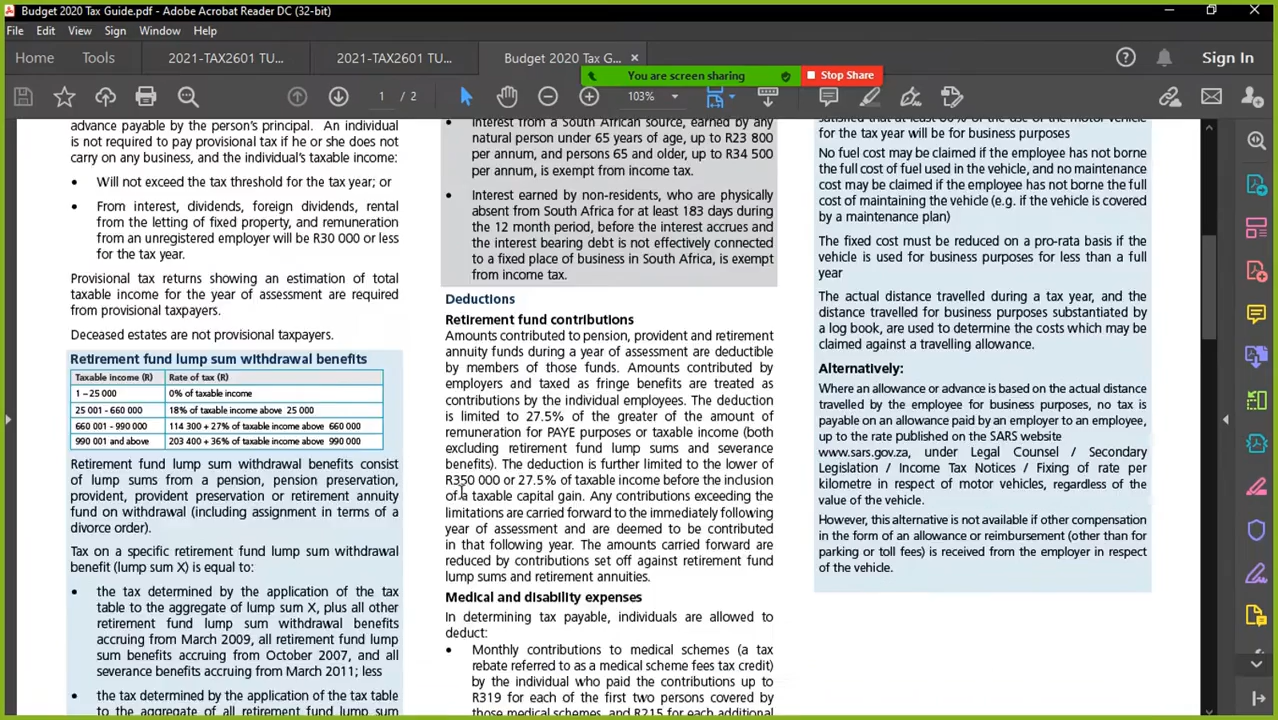 Budget 2020 Tax Guide.pdf - Adobe Acrobat Reader DC (32-bit)
File Edit View Sign Window Help
Home Tools 2021-TAX2601 TU... 2021-TAX2601 TU... Budget 2020 Tax G... Sign In
You are screen sharing Stop Share
1 / 2 103%
advance payable by the person's principal. An individual
is not required to pay provisional tax if he or she does not
carry on any business, and the individual's taxable income:
• Will not exceed the tax threshold for the tax year; or
• From interest, dividends, foreign dividends, rental
from the letting of fixed property, and remuneration
from an unregistered employer will be R30 000 or less
for the tax year.
Provisional tax returns showing an estimation of total
taxable income for the year of assessment are required
from provisional taxpayers.
Deceased estates are not provisional taxpayers.
Retirement fund lump sum withdrawal benefits
Taxable income (R) Rate of tax (R)
1 – 25 000 0% of taxable income
25 001 - 660 000 18% of taxable income above 25 000
660 001 - 990 000 114 300 + 27% of taxable income above 660 000
990 001 and above 203 400 + 36% of taxable income above 990 000
Retirement fund lump sum withdrawal benefits consist
of lump sums from a pension, pension preservation,
provident, provident preservation or retirement annuity
fund on withdrawal (including assignment in terms of a
divorce order).
Tax on a specific retirement fund lump sum withdrawal
benefit (lump sum X) is equal to:
• the tax determined by the application of the tax
table to the aggregate of lump sum X, plus all other
retirement fund lump sum withdrawal benefits
accruing from March 2009, all retirement fund lump
sum benefits accruing from October 2007, and all
severance benefits accruing from March 2011; less
• the tax determined by the application of the tax table
to the aggregate of all retirement fund lump sum
• Interest from a South African source, earned by any
natural person under 65 years of age, up to R23 800
per annum, and persons 65 and older, up to R34 500
per annum, is exempt from income tax.
• Interest earned by non-residents, who are physically
absent from South Africa for at least 183 days during
the 12 month period, before the interest accrues and
the interest bearing debt is not effectively connected
to a fixed place of business in South Africa, is exempt
from income tax.
Deductions
Retirement fund contributions
Amounts contributed to pension, provident and retirement
annuity funds during a year of assessment are deductible
by members of those funds. Amounts contributed by
employers and taxed as fringe benefits are treated as
contributions by the individual employees. The deduction
is limited to 27.5% of the greater of the amount of
remuneration for PAYE purposes or taxable income (both
excluding retirement fund lump sums and severance
benefits). The deduction is further limited to the lower of
R350 000 or 27.5% of taxable income before the inclusion
of a taxable capital gain. Any contributions exceeding the
limitations are carried forward to the immediately following
year of assessment and are deemed to be contributed
in that following year. The amounts carried forward are
reduced by contributions set off against retirement fund
lump sums and retirement annuities.
Medical and disability expenses
In determining tax payable, individuals are allowed to
deduct:
• Monthly contributions to medical schemes (a tax
rebate referred to as a medical scheme fees tax credit)
by the individual who paid the contributions up to
R319 for each of the first two persons covered by
those medical schemes, and R215 for each additional
satisfied that at least 80% of the use of the motor vehicle
for the tax year will be for business purposes
No fuel cost may be claimed if the employee has not borne
the full cost of fuel used in the vehicle, and no maintenance
cost may be claimed if the employee has not borne the full
cost of maintaining the vehicle (e.g. if the vehicle is covered
by a maintenance plan)
The fixed cost must be reduced on a pro-rata basis if the
vehicle is used for business purposes for less than a full
year
The actual distance travelled during a tax year, and the
distance travelled for business purposes substantiated by
a log book, are used to determine the costs which may be
claimed against a travelling allowance.
Alternatively:
Where an allowance or advance is based on the actual distance
travelled by the employee for business purposes, no tax is
payable on an allowance paid by an employer to an employee,
up to the rate published on the SARS website
www.sars.gov.za, under Legal Counsel / Secondary
Legislation / Income Tax Notices / Fixing of rate per
kilometre in respect of motor vehicles, regardless of the
value of the vehicle.
However, this alternative is not available if other compensation
in the form of an allowance or reimbursement (other than for
parking or toll fees) is received from the employer in respect
of the vehicle.